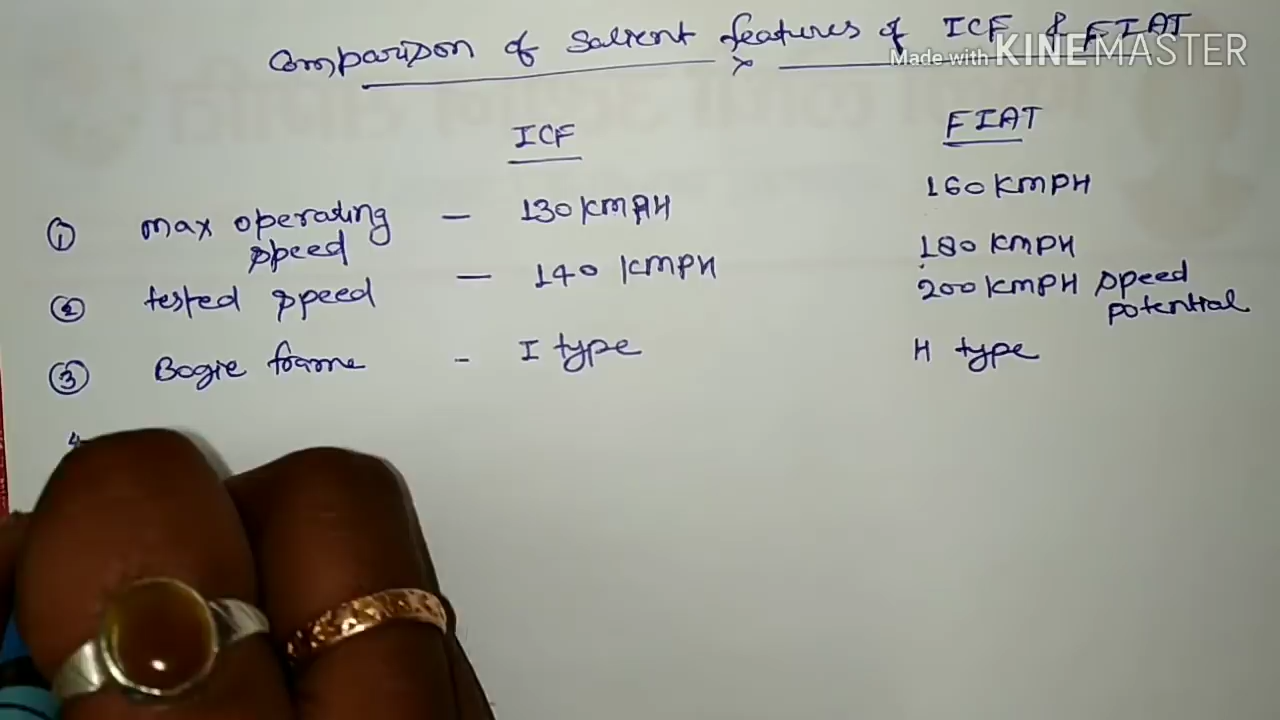 Comparison of Salient features of ICF & FIAT
Made with KINEMASTER
ICF FIAT
① max operating speed — 130 KMPH 160 KMPH
② tested speed — 140 KMPH 180 KMPH
200 KMPH speed potential
③ Bogie frame - I type H type
4